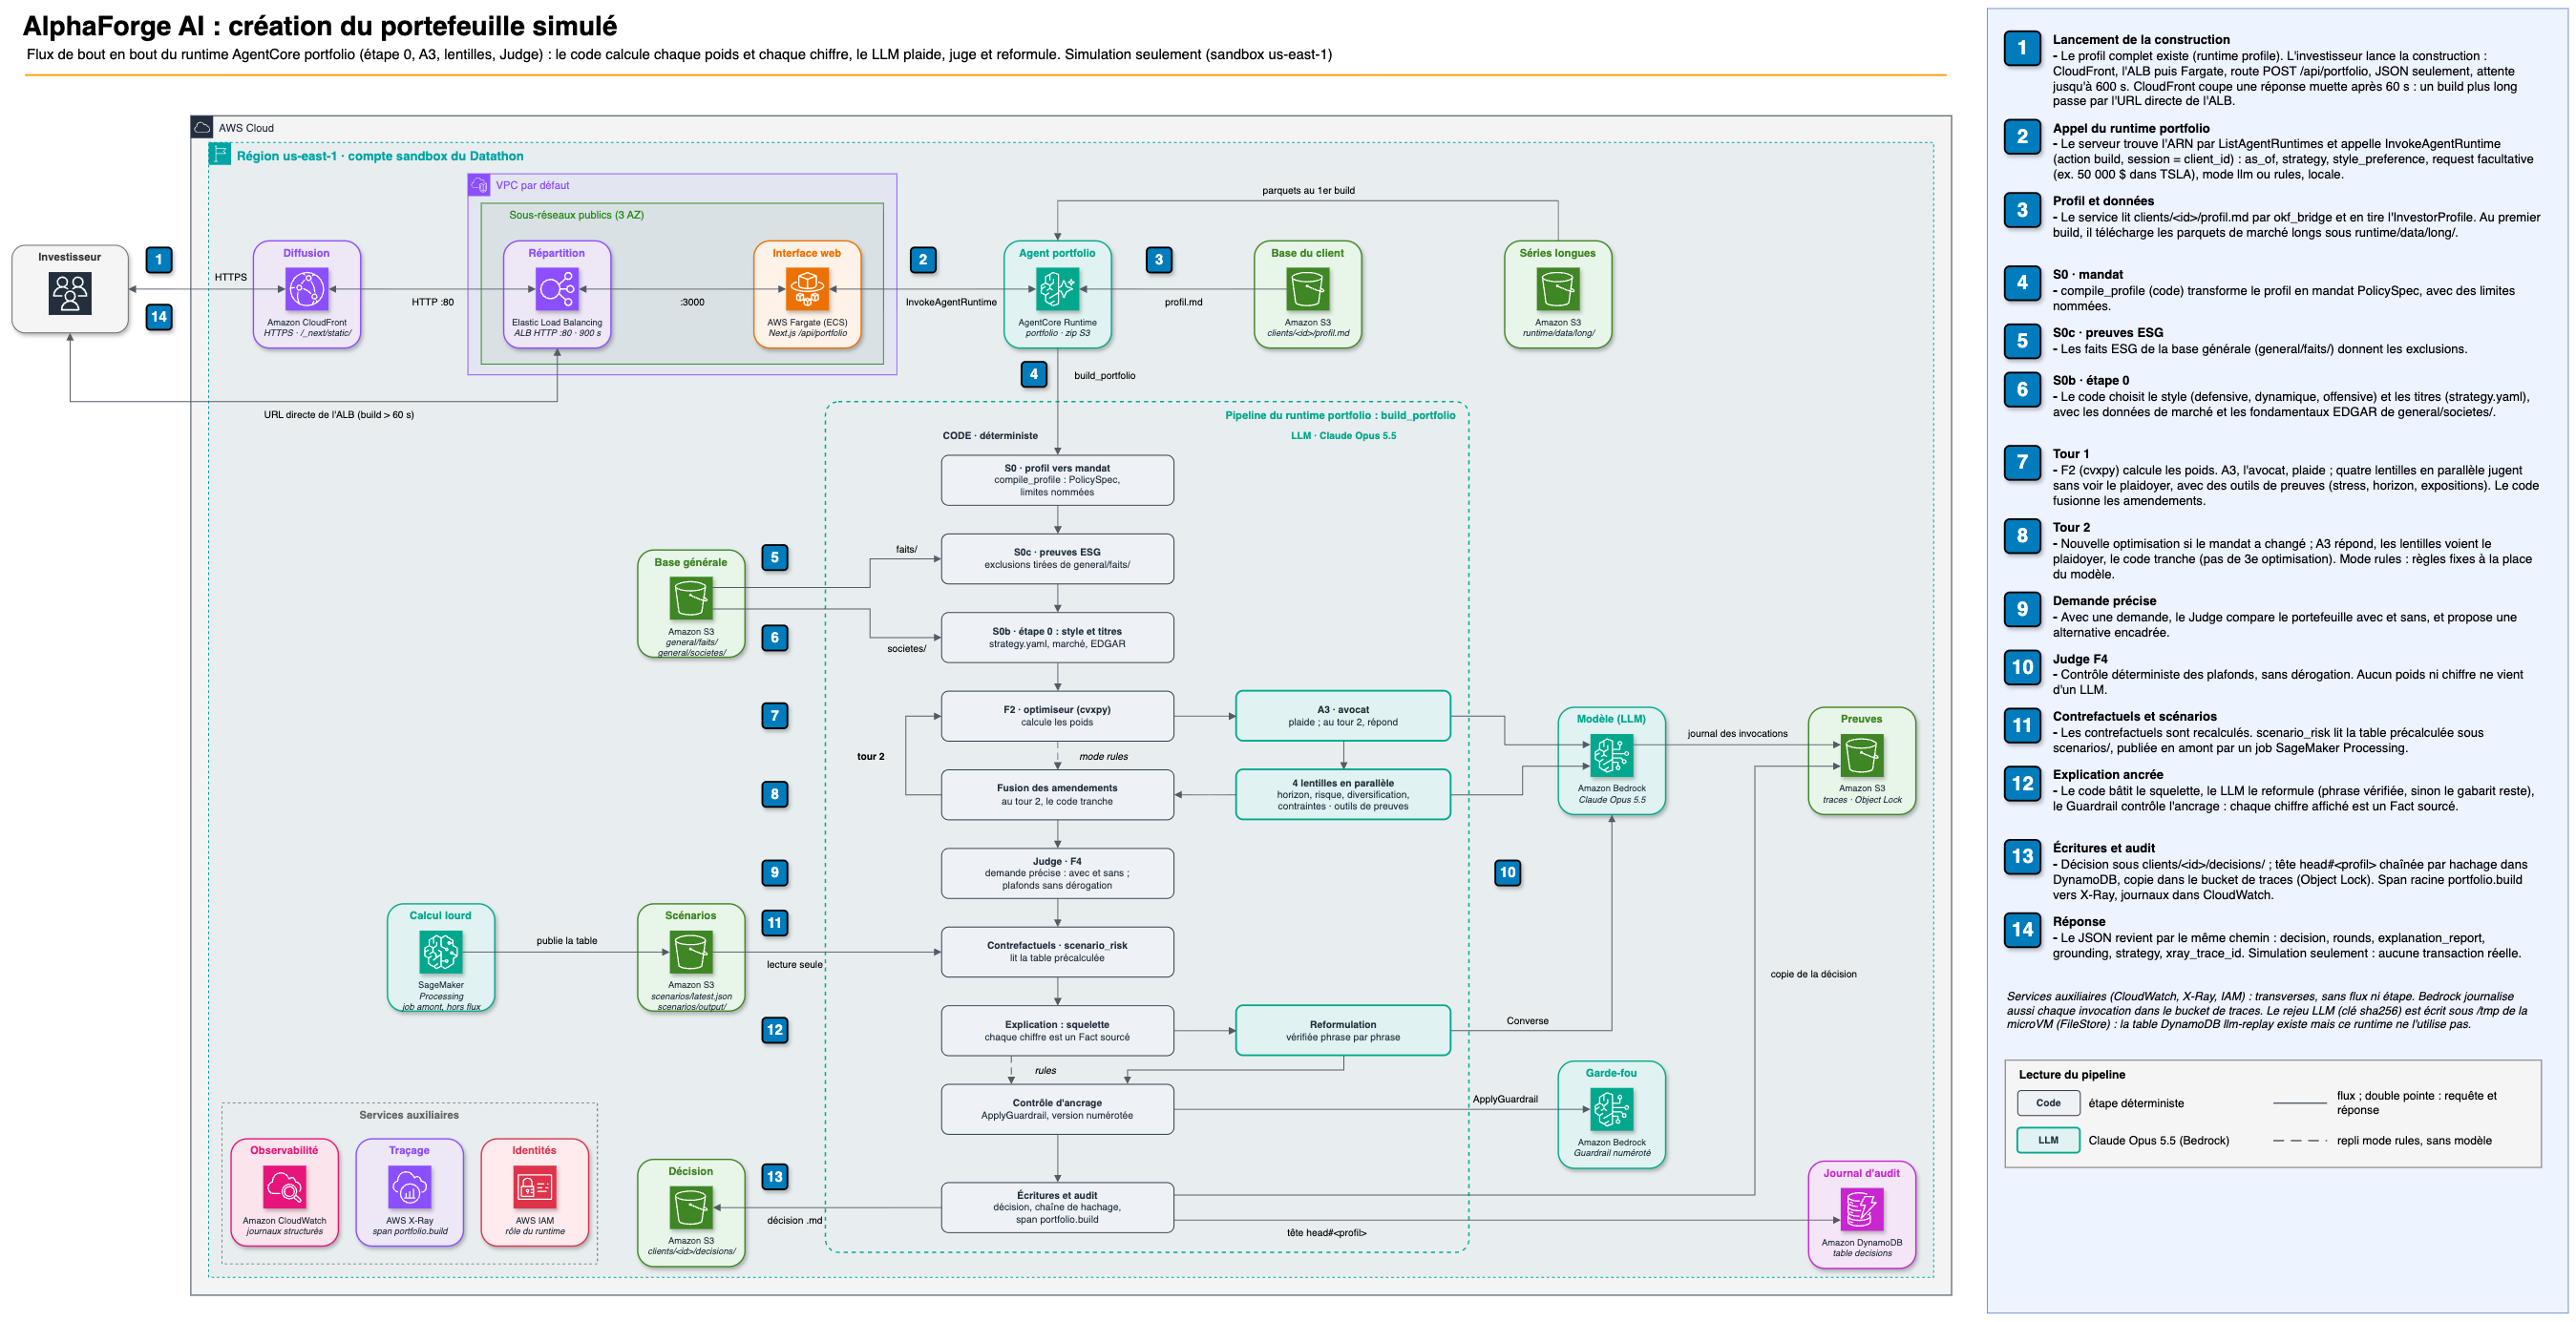 AlphaForge AI : création du portefeuille simulé
Flux de bout en bout du runtime AgentCore portfolio (étape 0, A3, lentilles, Judge) : le code calcule chaque poids et chaque chiffre, le LLM plaide, juge et reformule. Simulation seulement (sandbox us-east-1)
AWS Cloud
Région us-east-1 · compte sandbox du Datathon
VPC par défaut
Sous-réseaux publics (3 AZ)
parquets au 1er build
Investisseur
1
14
HTTPS
Diffusion
Amazon CloudFront
HTTPS · /_next/static/
HTTP :80
Répartition
Elastic Load Balancing
ALB HTTP :80 · 900 s
:3000
Interface web
AWS Fargate (ECS)
Next.js /api/portfolio
2
InvokeAgentRuntime
Agent portfolio
AgentCore Runtime
portfolio · zip S3
3
profil.md
Base du client
Amazon S3
clients/<id>/profil.md
Séries longues
Amazon S3
runtime/data/long/
4
build_portfolio
URL directe de l'ALB (build > 60 s)
Pipeline du runtime portfolio : build_portfolio
CODE · déterministe
LLM · Claude Opus 5.5
S0 · profil vers mandat
compile_profile : PolicySpec,
limites nommées
Base générale
Amazon S3
general/faits/
general/societes/
5
faits/
6
societes/
S0c · preuves ESG
exclusions tirées de general/faits/
S0b · étape 0 : style et titres
strategy.yaml, marché, EDGAR
7
F2 · optimiseur (cvxpy)
calcule les poids
A3 · avocat
plaide ; au tour 2, répond
tour 2
mode rules
8
Fusion des amendements
au tour 2, le code tranche
4 lentilles en parallèle
horizon, risque, diversification,
contraintes · outils de preuves
Modèle (LLM)
Amazon Bedrock
Claude Opus 5.5
journal des invocations
Preuves
Amazon S3
traces · Object Lock
9
Judge · F4
demande précise : avec et sans ;
plafonds sans dérogation
10
Calcul lourd
SageMaker
Processing
job amont, hors flux
publie la table
Scénarios
Amazon S3
scenarios/latest.json
scenarios/output/
11
lecture seule
Contrefactuels · scenario_risk
lit la table précalculée
copie de la décision
12
Explication : squelette
chaque chiffre est un Fact sourcé
Reformulation
vérifiée phrase par phrase
Converse
rules
Contrôle d'ancrage
ApplyGuardrail, version numérotée
ApplyGuardrail
Garde-fou
Amazon Bedrock
Guardrail numéroté
Services auxiliaires
Observabilité
Amazon CloudWatch
journaux structurés
Traçage
AWS X-Ray
span portfolio.build
Identités
AWS IAM
rôle du runtime
Décision
Amazon S3
clients/<id>/decisions/
13
décision .md
Écritures et audit
décision, chaîne de hachage,
span portfolio.build
tête head#<profil>
Journal d'audit
Amazon DynamoDB
table decisions
1
Lancement de la construction
- Le profil complet existe (runtime profile). L'investisseur lance la construction :
CloudFront, l'ALB puis Fargate, route POST /api/portfolio, JSON seulement, attente
jusqu'à 600 s. CloudFront coupe une réponse muette après 60 s : un build plus long
passe par l'URL directe de l'ALB.
2
Appel du runtime portfolio
- Le serveur trouve l'ARN par ListAgentRuntimes et appelle InvokeAgentRuntime
(action build, session = client_id) : as_of, strategy, style_preference, request facultative
(ex. 50 000 $ dans TSLA), mode llm ou rules, locale.
3
Profil et données
- Le service lit clients/<id>/profil.md par okf_bridge et en tire l'InvestorProfile. Au premier
build, il télécharge les parquets de marché longs sous runtime/data/long/.
4
S0 · mandat
- compile_profile (code) transforme le profil en mandat PolicySpec, avec des limites
nommées.
5
S0c · preuves ESG
- Les faits ESG de la base générale (general/faits/) donnent les exclusions.
6
S0b · étape 0
- Le code choisit le style (defensive, dynamique, offensive) et les titres (strategy.yaml),
avec les données de marché et les fondamentaux EDGAR de general/societes/.
7
Tour 1
- F2 (cvxpy) calcule les poids. A3, l'avocat, plaide ; quatre lentilles en parallèle jugent
sans voir le plaidoyer, avec des outils de preuves (stress, horizon, expositions). Le code
fusionne les amendements.
8
Tour 2
- Nouvelle optimisation si le mandat a changé ; A3 répond, les lentilles voient le
plaidoyer, le code tranche (pas de 3e optimisation). Mode rules : règles fixes à la place
du modèle.
9
Demande précise
- Avec une demande, le Judge compare le portefeuille avec et sans, et propose une
alternative encadrée.
10
Judge F4
- Contrôle déterministe des plafonds, sans dérogation. Aucun poids ni chiffre ne vient
d'un LLM.
11
Contrefactuels et scénarios
- Les contrefactuels sont recalculés. scenario_risk lit la table précalculée sous
scenarios/, publiée en amont par un job SageMaker Processing.
12
Explication ancrée
- Le code bâtit le squelette, le LLM le reformule (phrase vérifiée, sinon le gabarit reste),
le Guardrail contrôle l'ancrage : chaque chiffre affiché est un Fact sourcé.
13
Écritures et audit
- Décision sous clients/<id>/decisions/ ; tête head#<profil> chaînée par hachage dans
DynamoDB, copie dans le bucket de traces (Object Lock). Span racine portfolio.build
vers X-Ray, journaux dans CloudWatch.
14
Réponse
- Le JSON revient par le même chemin : decision, rounds, explanation_report,
grounding, strategy, xray_trace_id. Simulation seulement : aucune transaction réelle.
Services auxiliaires (CloudWatch, X-Ray, IAM) : transverses, sans flux ni étape. Bedrock journalise
aussi chaque invocation dans le bucket de traces. Le rejeu LLM (clé sha256) est écrit sous /tmp de la
microVM (FileStore) : la table DynamoDB llm-replay existe mais ce runtime ne l'utilise pas.
Lecture du pipeline
Code
étape déterministe
flux ; double pointe : requête et
réponse
LLM
Claude Opus 5.5 (Bedrock)
repli mode rules, sans modèle